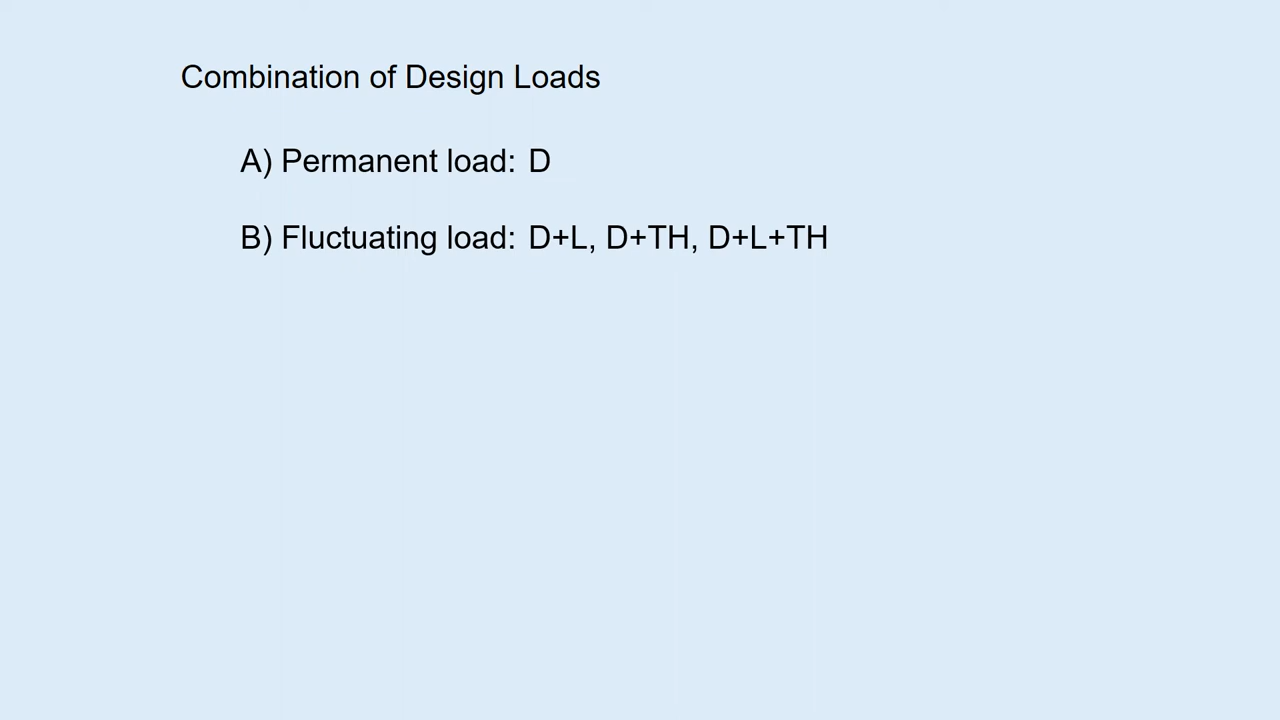 Combination of Design Loads
A) Permanent load: D
B) Fluctuating load: D+L, D+TH, D+L+TH